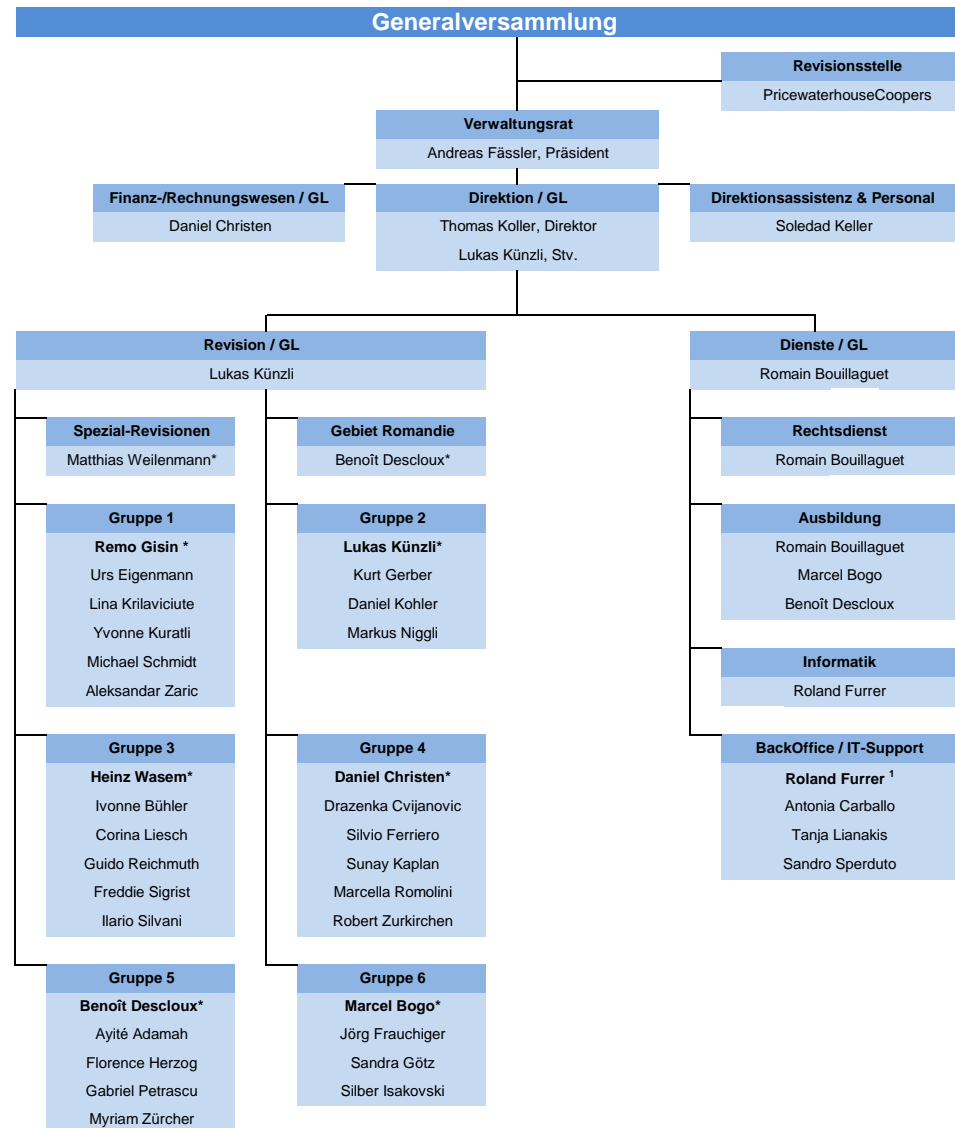 Generalversammlung
Revisionsstelle
PricewaterhouseCoopers
Verwaltungsrat
Andreas Fässler, Präsident
Finanz-/Rechnungswesen / GL
Daniel Christen
Direktion / GL
Thomas Koller, Direktor
Lukas Künzli, Stv.
Direktionsassistenz & Personal
Soledad Keller
Revision / GL
Lukas Künzli
Dienste / GL
Romain Bouillaguet
Spezial-Revisionen
Matthias Weilenmann*
Gebiet Romandie
Benoît Descloux*
Rechtsdienst
Romain Bouillaguet
Gruppe 1
Remo Gisin *
Urs Eigenmann
Lina Krilaviciute
Yvonne Kuratli
Michael Schmidt
Aleksandar Zaric
Gruppe 2
Lukas Künzli*
Kurt Gerber
Daniel Kohler
Markus Niggli
Ausbildung
Romain Bouillaguet
Marcel Bogo
Benoît Descloux
Informatik
Roland Furrer
Gruppe 3
Heinz Wasem*
Ivonne Bühler
Corina Liesch
Guido Reichmuth
Freddie Sigrist
Ilario Silvani
Gruppe 4
Daniel Christen*
Drazenka Cvijanovic
Silvio Ferriero
Sunay Kaplan
Marcella Romolini
Robert Zurkirchen
BackOffice / IT-Support
Roland Furrer ¹
Antonia Carballo
Tanja Lianakis
Sandro Sperduto
Gruppe 5
Benoît Descloux*
Ayité Adamah
Florence Herzog
Gabriel Petrascu
Myriam Zürcher
Gruppe 6
Marcel Bogo*
Jörg Frauchiger
Sandra Götz
Silber Isakovski